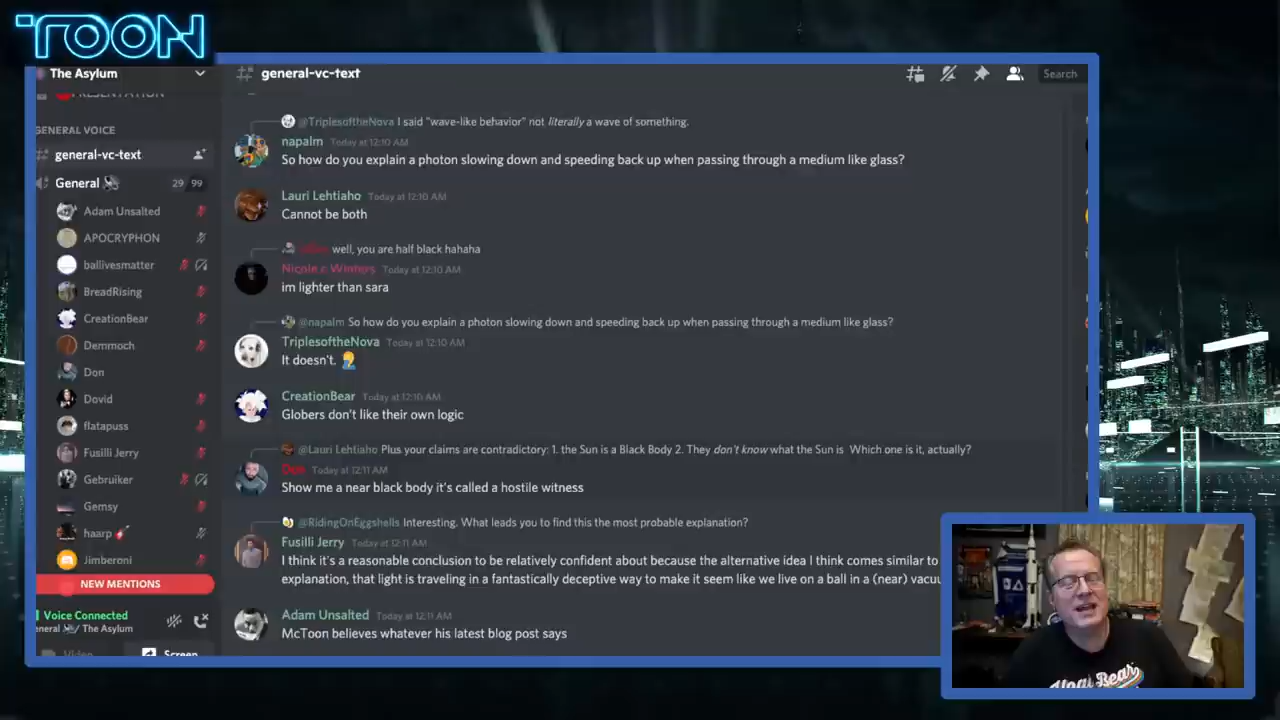 TOON
The Asylum
general-vc-text
Search
PRESENTATION
GENERAL VOICE
general-vc-text
General
29 99
Adam Unsalted
APOCRYPHON
ballivesmatter
BreadRising
CreationBear
Demmoch
Don
Dovid
flatapuss
Fusilli Jerry
Gebruiker
Gemsy
haarp
Jimberoni
NEW MENTIONS
Voice Connected
eneral / The Asylum
Video
Screen
@TriplesoftheNova I said "wave-like behavior" not literally a wave of something.
napalm Today at 12:10 AM
So how do you explain a photon slowing down and speeding back up when passing through a medium like glass?
Lauri Lehtiaho Today at 12:10 AM
Cannot be both
well, you are half black hahaha
Nicole c Winters Today at 12:10 AM
im lighter than sara
@napalm So how do you explain a photon slowing down and speeding back up when passing through a medium like glass?
TriplesoftheNova Today at 12:10 AM
It doesn't.
CreationBear Today at 12:10 AM
Globers don't like their own logic
@Lauri Lehtiaho Plus your claims are contradictory: 1. the Sun is a Black Body 2. They don't know what the Sun is Which one is it, actually?
Don Today at 12:11 AM
Show me a near black body it's called a hostile witness
@RidingOnEggshells Interesting. What leads you to find this the most probable explanation?
Fusilli Jerry Today at 12:11 AM
I think it's a reasonable conclusion to be relatively confident about because the alternative idea I think comes similar to
explanation, that light is traveling in a fantastically deceptive way to make it seem like we live on a ball in a (near) vacuu
Adam Unsalted Today at 12:11 AM
McToon believes whatever his latest blog post says
Bear